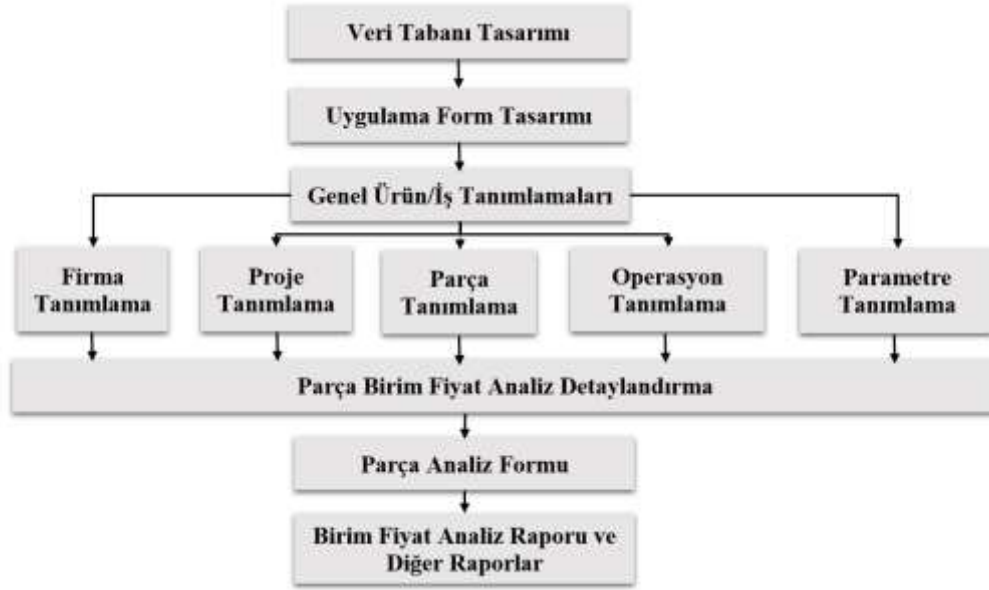 Veri Tabanı Tasarımı
Uygulama Form Tasarımı
Genel Ürün/İş Tanımlamaları
Firma
Tanımlama
Proje
Tanımlama
Parça
Tanımlama
Operasyon
Tanımlama
Parametre
Tanımlama
Parça Birim Fiyat Analiz Detaylandırma
Parça Analiz Formu
Birim Fiyat Analiz Raporu ve
Diğer Raporlar